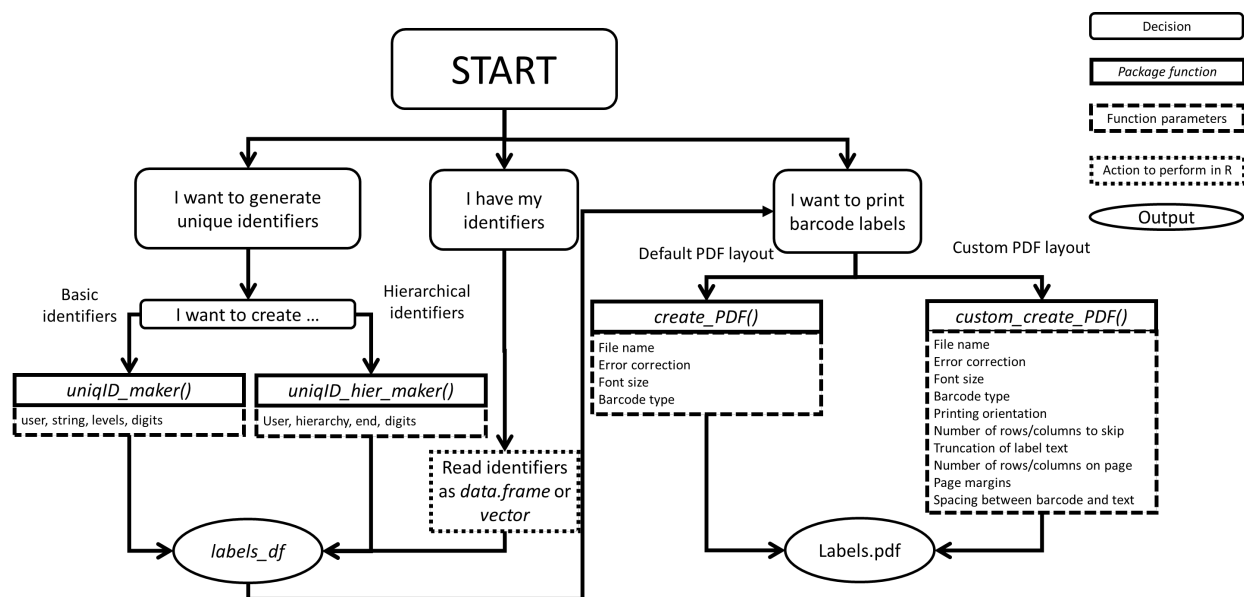 START
Decision
Package function
Function parameters
Action to perform in R
Output
I want to generate
unique identifiers
I have my
identifiers
I want to print
barcode labels
Default PDF layout
Custom PDF layout
Basic
identifiers
I want to create ...
Hierarchical
identifiers
uniqID_maker()
user, string, levels, digits
uniqID_hier_maker()
User, hierarchy, end, digits
Read identifiers
as data.frame or
vector
labels_df
create_PDF()
File name
Error correction
Font size
Barcode type
custom_create_PDF()
File name
Error correction
Font size
Barcode type
Printing orientation
Number of rows/columns to skip
Truncation of label text
Number of rows/columns on page
Page margins
Spacing between barcode and text
Labels.pdf